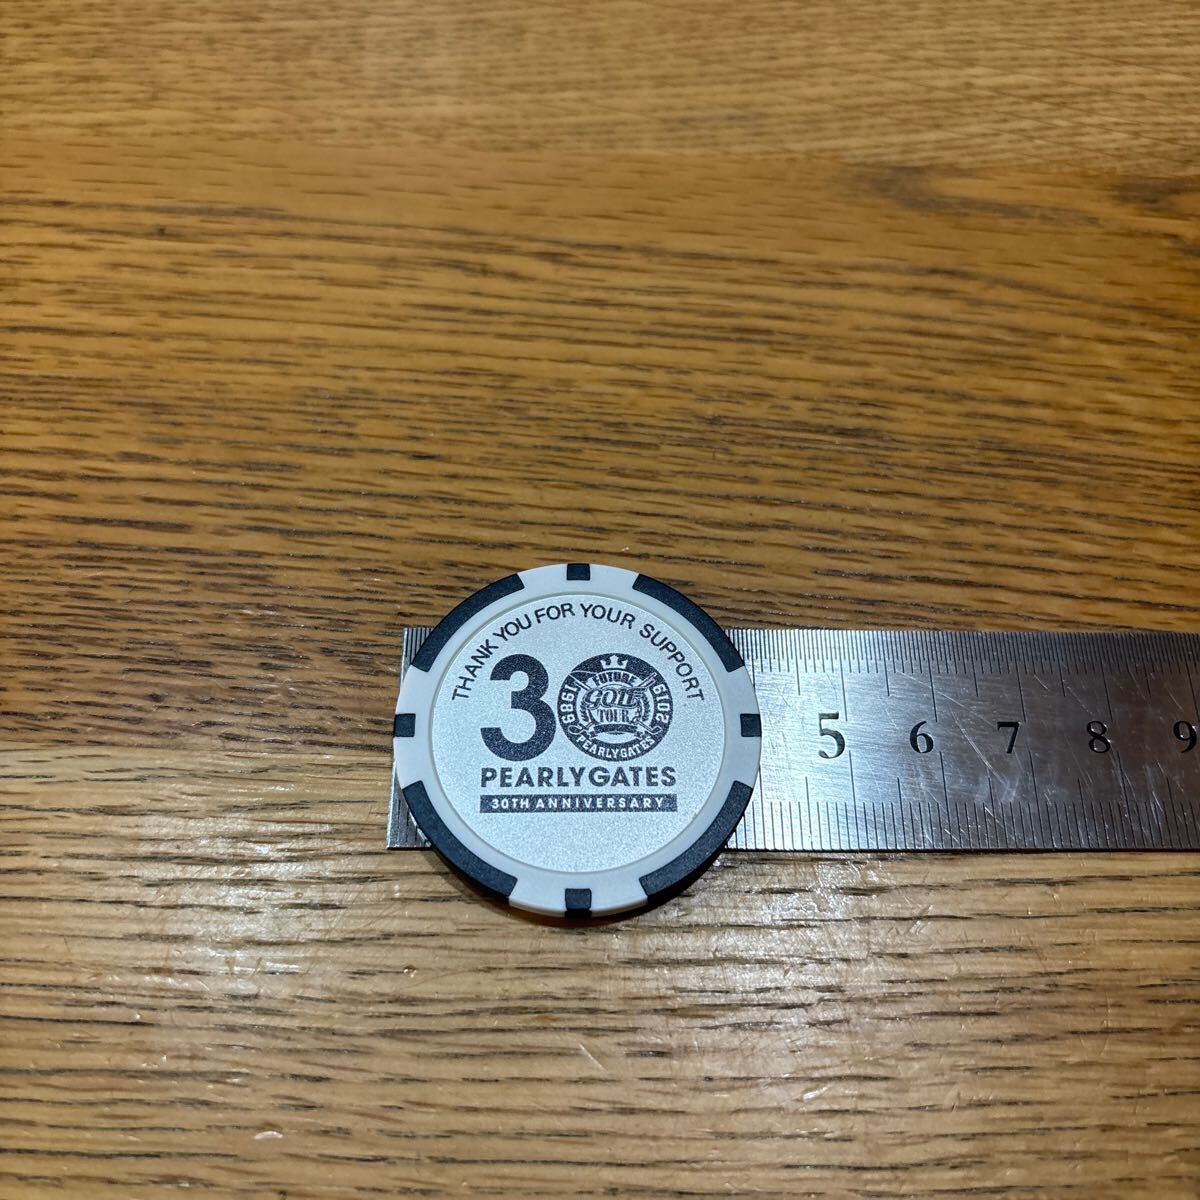 THANK YOU FOR YOUR SUPPORT
30
1989
FUTURE
GOLF
TOUR
PEARLYGATES
2019
PEARLYGATES
30TH ANNIVERSARY
5 6 7 8 9